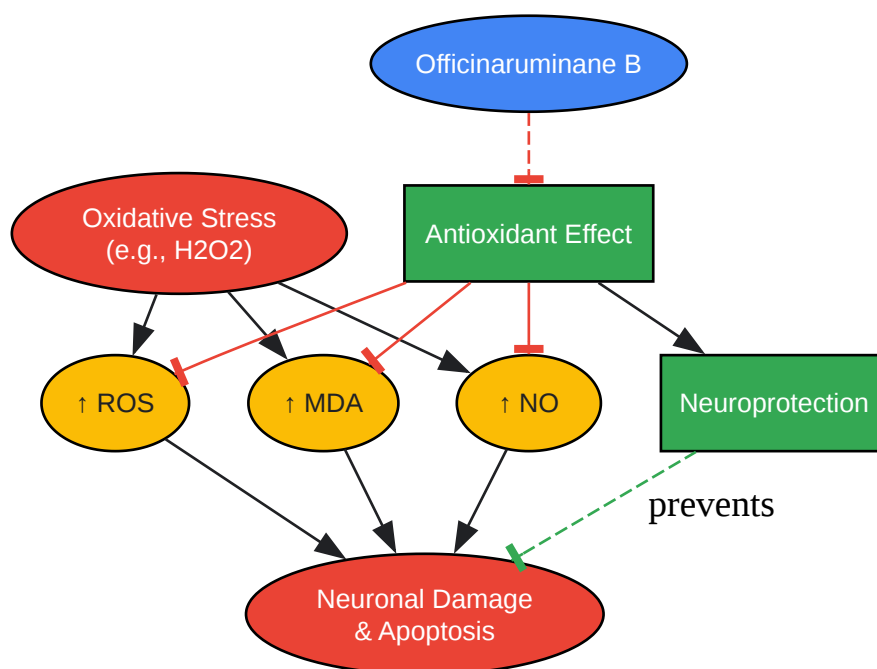 Officinaruminane B
Oxidative Stress
(e.g., H2O2)
Antioxidant Effect
↑ ROS
↑ MDA
↑ NO
Neuroprotection
prevents
Neuronal Damage
& Apoptosis